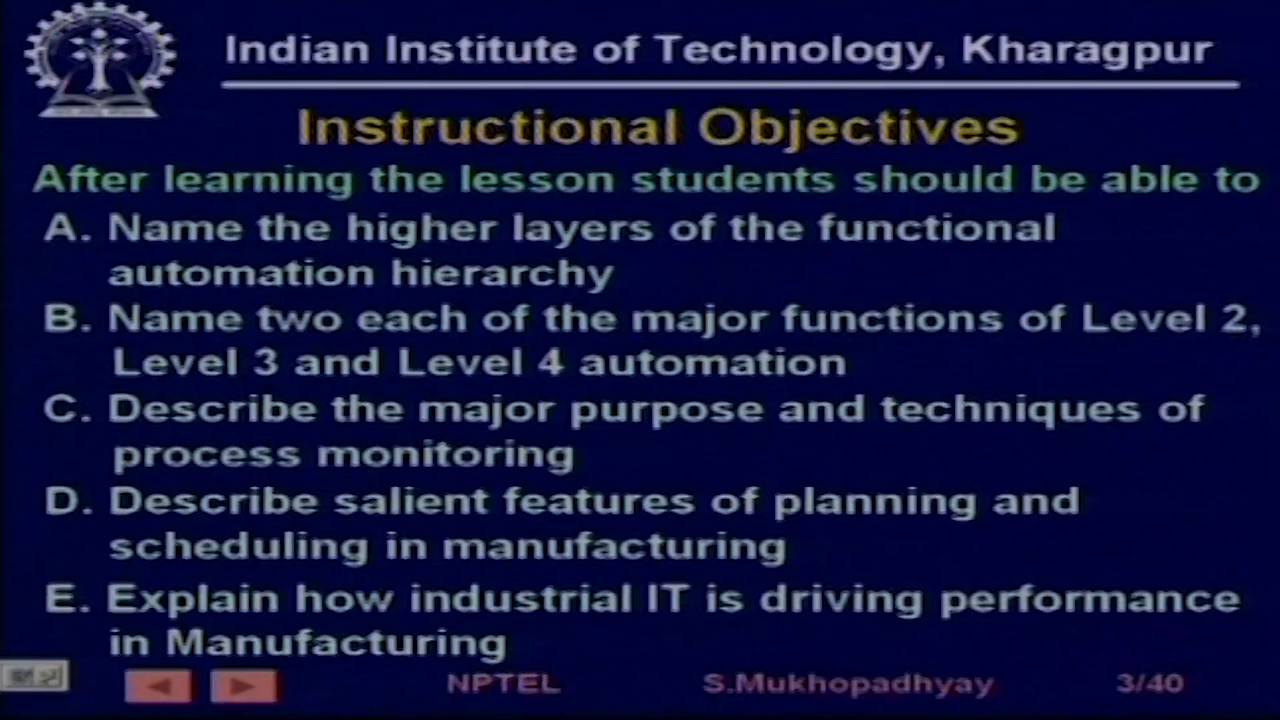 Indian Institute of Technology, Kharagpur
Instructional Objectives
After learning the lesson students should be able to
A. Name the higher layers of the functional
automation hierarchy
B. Name two each of the major functions of Level 2,
Level 3 and Level 4 automation
C. Describe the major purpose and techniques of
process monitoring
D. Describe salient features of planning and
scheduling in manufacturing
E. Explain how industrial IT is driving performance
in Manufacturing
NPTEL S.Mukhopadhyay 3/40